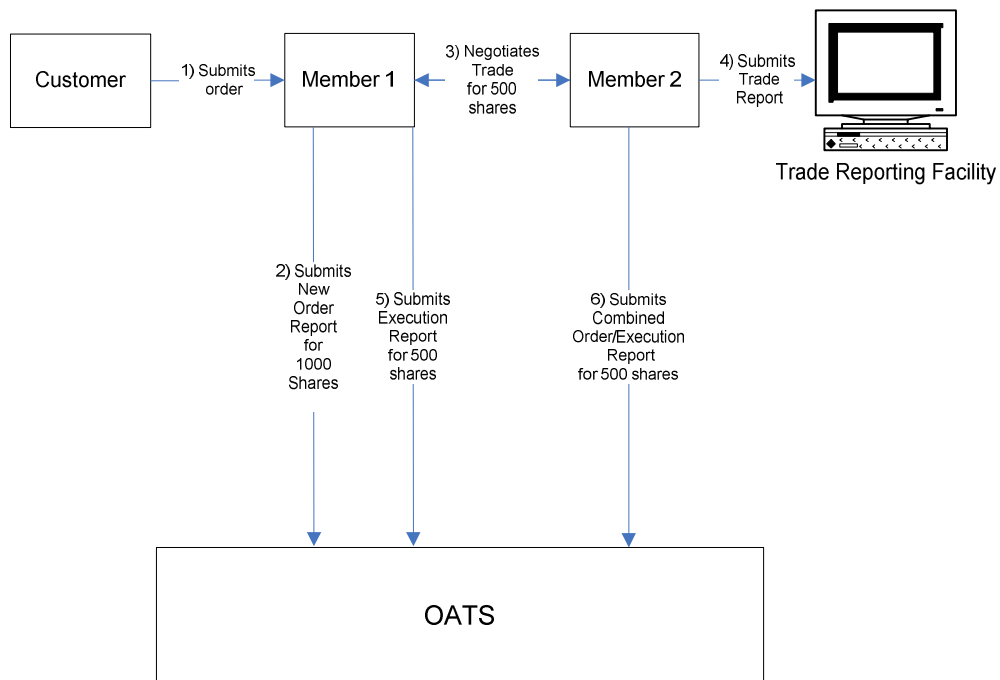 Customer
1) Submits
order
Member 1
3) Negotiates
Trade
for 500
shares
Member 2
4) Submits
Trade
Report
Trade Reporting Facility
2) Submits
New
Order
Report
for
1000
Shares
5) Submits
Execution
Report
for 500
shares
6) Submits
Combined
Order/Execution
Report
for 500 shares
OATS